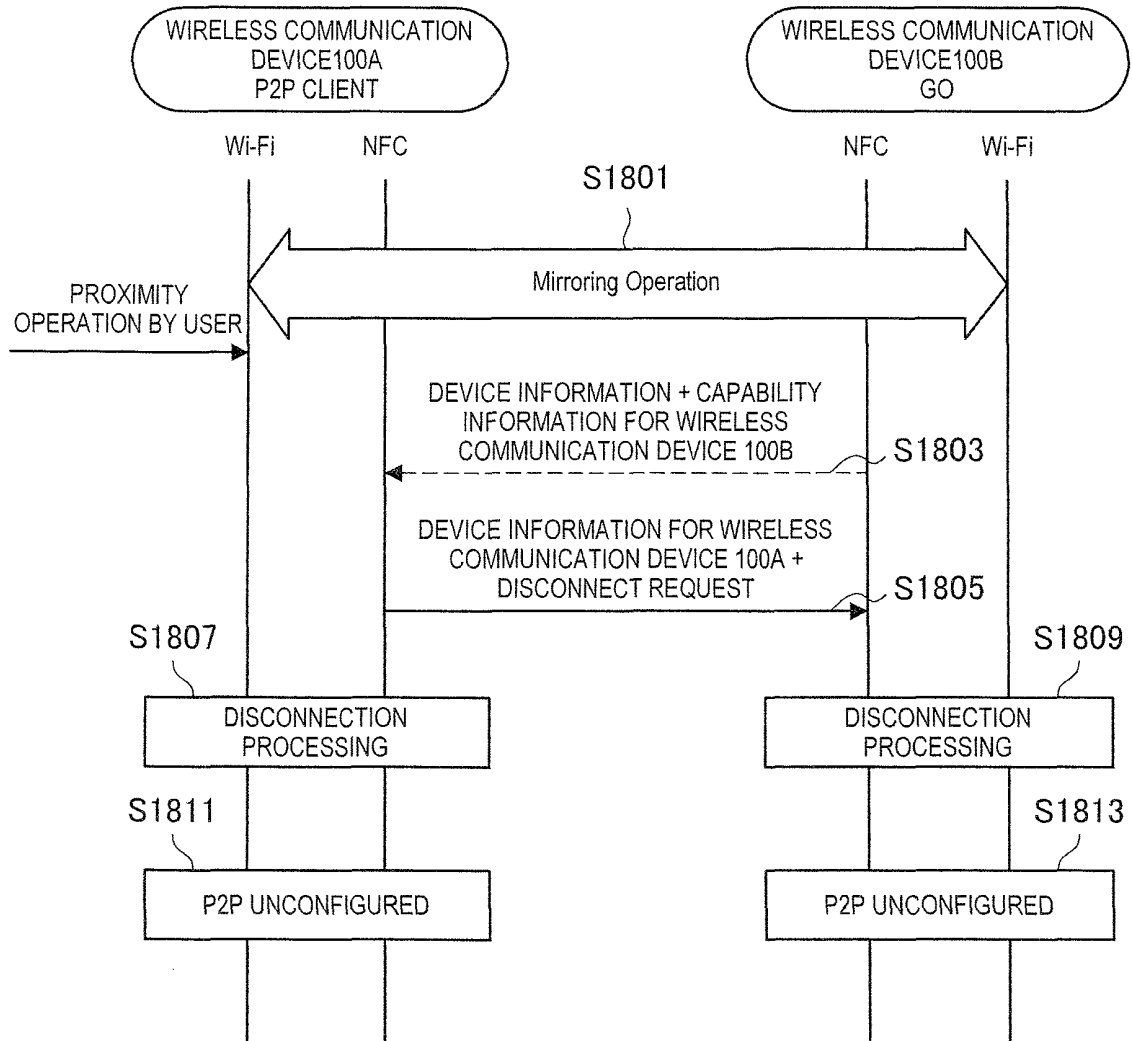 WIRELESS COMMUNICATION
DEVICE100A
P2P CLIENT
WIRELESS COMMUNICATION
DEVICE100B
GO
Wi-Fi
NFC
NFC
Wi-Fi
S1801
Mirroring Operation
PROXIMITY
OPERATION BY USER
DEVICE INFORMATION + CAPABILITY
INFORMATION FOR WIRELESS
COMMUNICATION DEVICE 100B
S1803
DEVICE INFORMATION FOR WIRELESS
COMMUNICATION DEVICE 100A +
DISCONNECT REQUEST
S1805
S1807
S1809
DISCONNECTION
PROCESSING
DISCONNECTION
PROCESSING
S1811
S1813
P2P UNCONFIGURED
P2P UNCONFIGURED